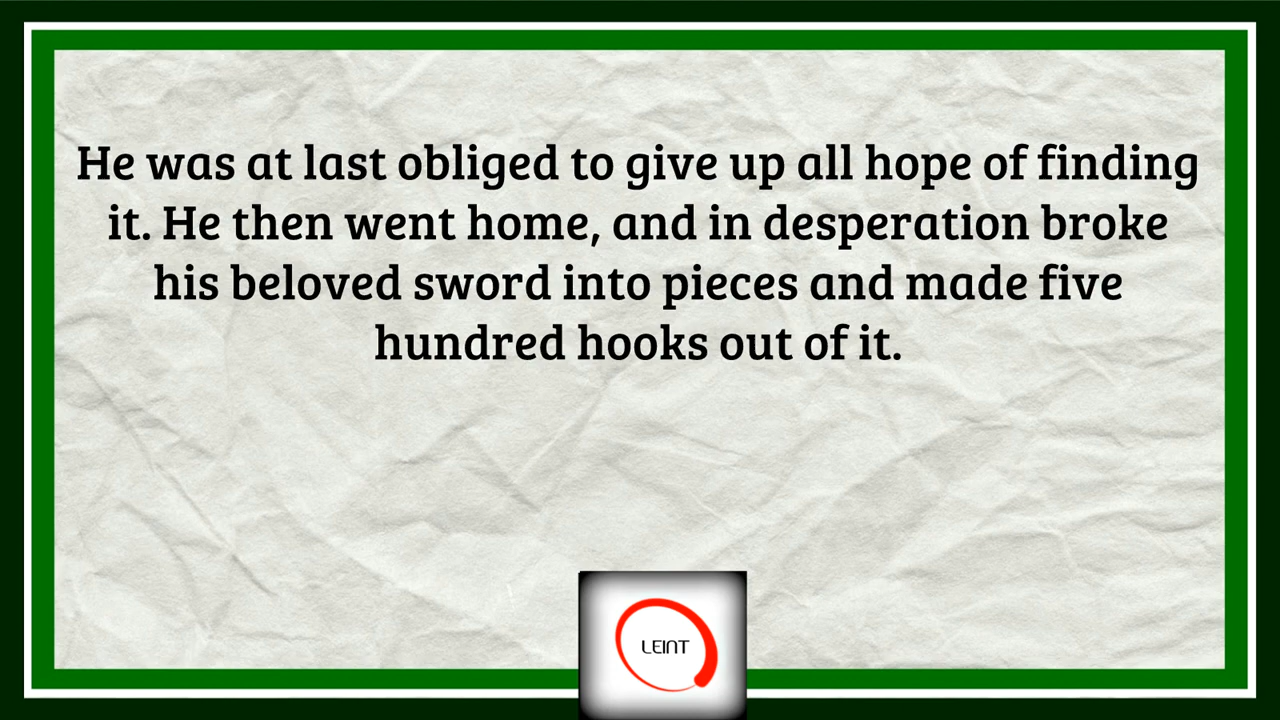 He was at last obliged to give up all hope of finding
it. He then went home, and in desperation broke
his beloved sword into pieces and made five
hundred hooks out of it.
LEINT